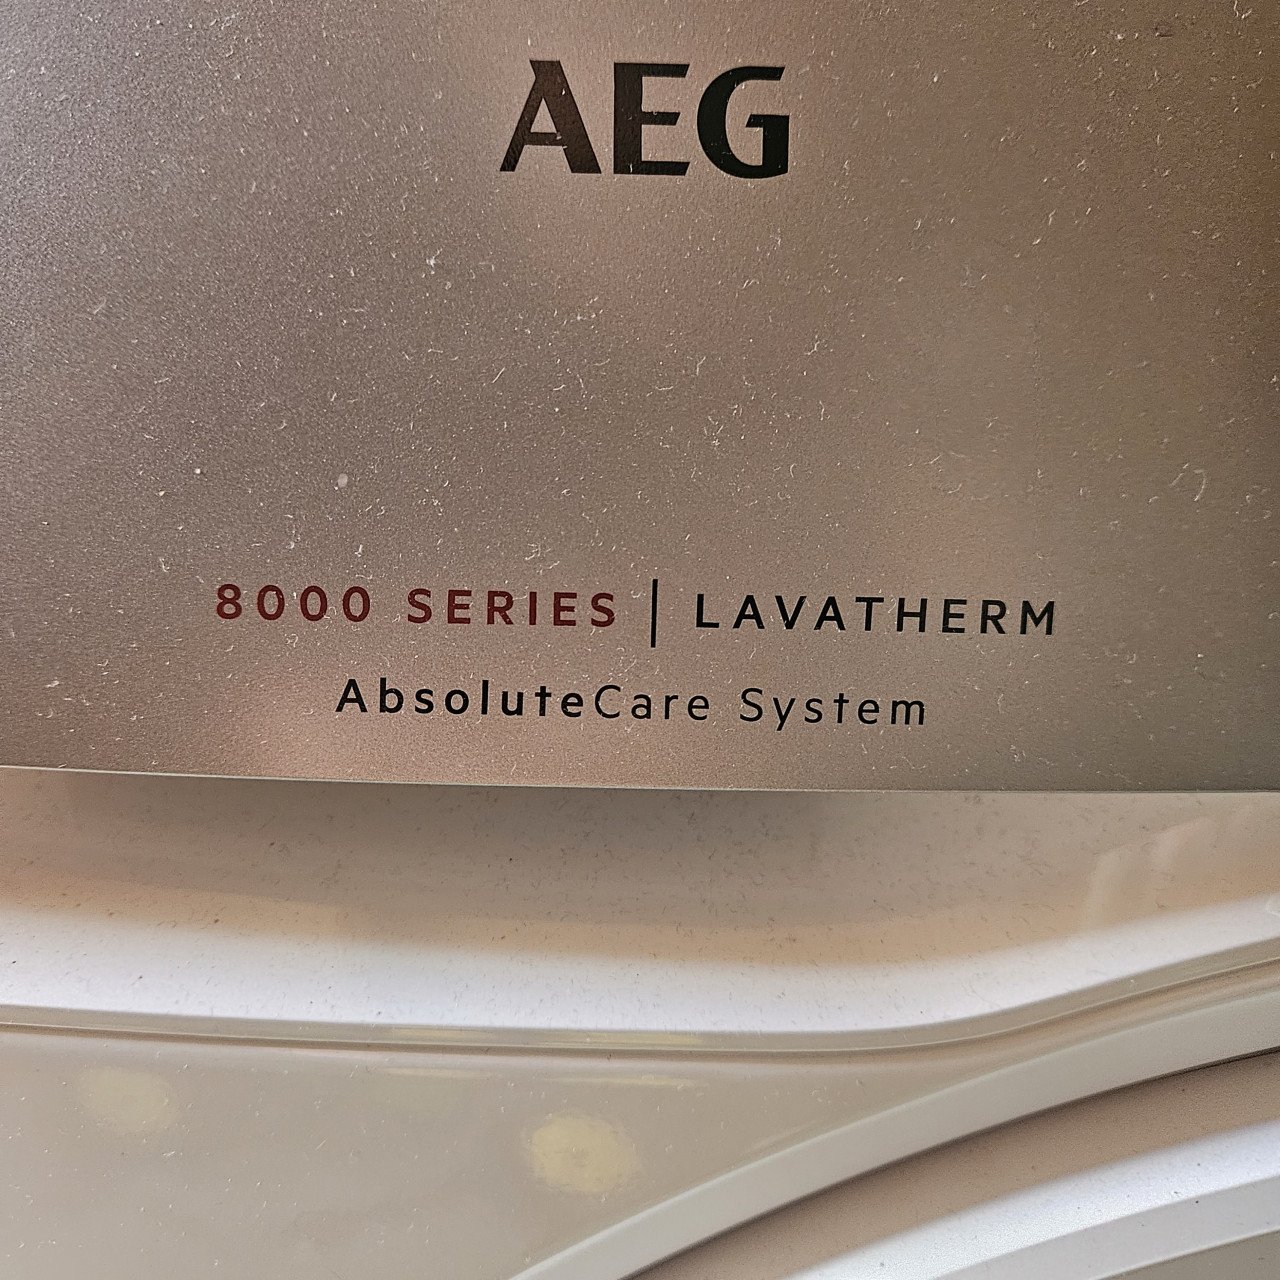 AEG
8000 SERIES | LAVATHERM
AbsoluteCare System